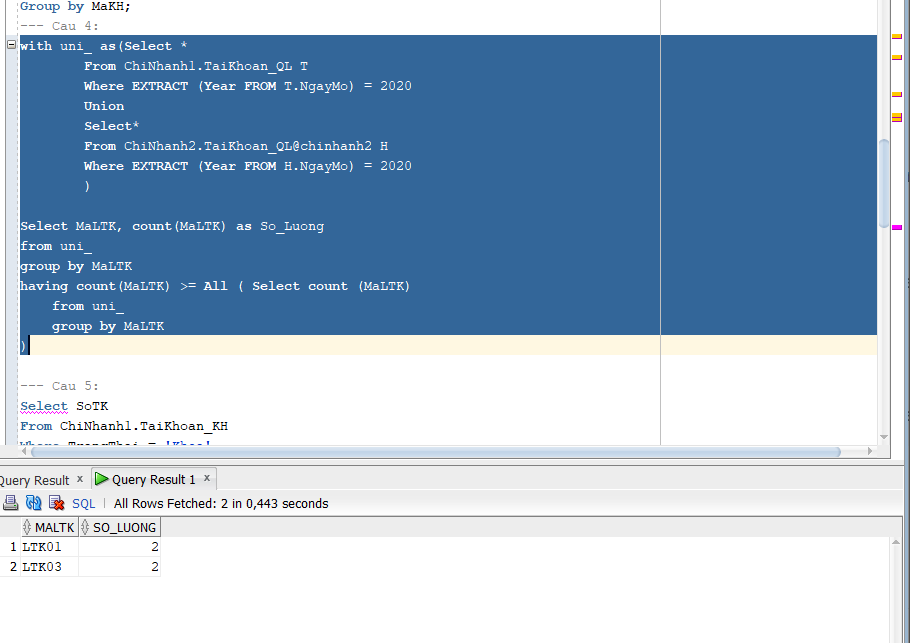 Group by MaKH;
--- Cau 4:
with uni_ as(Select *
From ChiNhanh1.TaiKhoan_QL T
Where EXTRACT (Year FROM T.NgayMo) = 2020
Union
Select*
From ChiNhanh2.TaiKhoan_QL@chinhanh2 H
Where EXTRACT (Year FROM H.NgayMo) = 2020
)
Select MaLTK, count(MaLTK) as So_Luong
from uni_
group by MaLTK
having count(MaLTK) >= All ( Select count (MaLTK)
from uni_
group by MaLTK
)
--- Cau 5:
Select SoTK
From ChiNhanh1.TaiKhoan_KH
Where TrangThai = 'Khoa'
Query Result × Query Result 1 ×
SQL | All Rows Fetched: 2 in 0,443 seconds
MALTK SO_LUONG
1 LTK01 2
2 LTK03 2